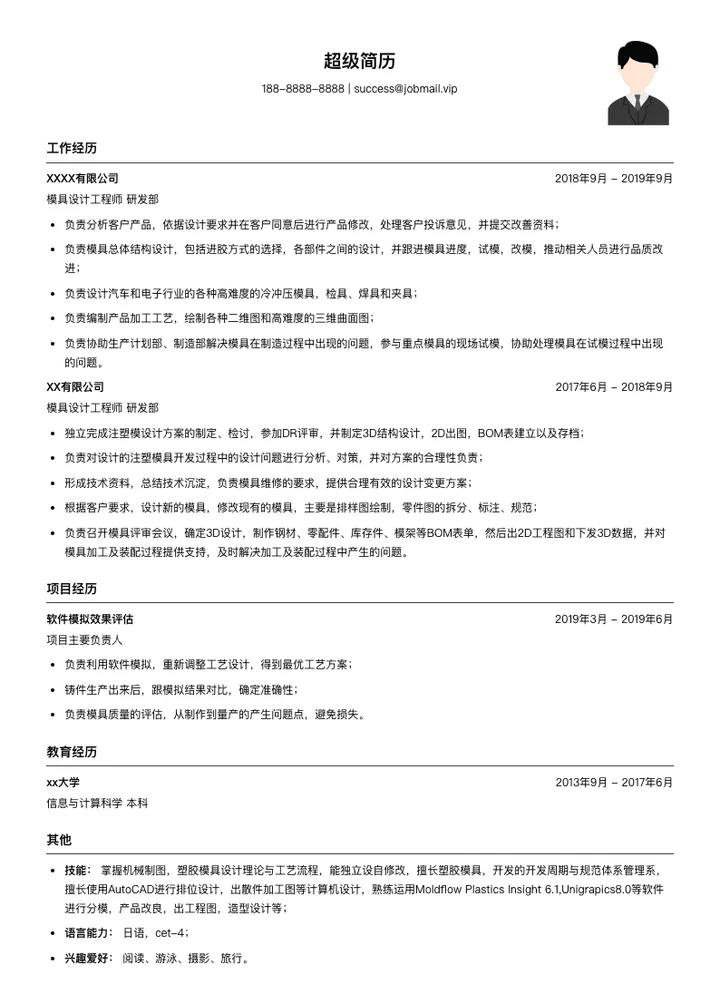 超级简历
188-8888-8888 | success@jobmail.vip
工作经历
XXXX有限公司 2018年9月 – 2019年9月
模具设计工程师 研发部
• 负责分析客户产品，依据设计要求并在客户同意后进行产品修改，处理客户投诉意见，并提交改善资料；
• 负责模具总体结构设计，包括进胶方式的选择，各部件之间的设计，并跟进模具进度，试模，改模，推动相关人员进行品质改
进；
• 负责设计汽车和电子行业的各种高难度的冷冲压模具，检具、焊具和夹具；
• 负责编制产品加工工艺，绘制各种二维图和高难度的三维曲面图；
• 负责协助生产计划部、制造部解决模具在制造过程中出现的问题，参与重点模具的现场试模，协助处理模具在试模过程中出现
的问题。
XX有限公司 2017年6月 – 2018年9月
模具设计工程师 研发部
• 独立完成注塑模设计方案的制定、检讨，参加DR评审，并制定3D结构设计，2D出图，BOM表建立以及存档；
• 负责对设计的注塑模具开发过程中的设计问题进行分析、对策，并对方案的合理性负责；
• 形成技术资料，总结技术沉淀，负责模具维修的要求，提供合理有效的设计变更方案；
• 根据客户要求，设计新的模具，修改现有的模具，主要是排样图绘制，零件图的拆分、标注、规范；
• 负责召开模具评审会议，确定3D设计，制作钢材、零配件、库存件、模架等BOM表单，然后出2D工程图和下发3D数据，并对
模具加工及装配过程提供支持，及时解决加工及装配过程中产生的问题。
项目经历
软件模拟效果评估 2019年3月 – 2019年6月
项目主要负责人
• 负责利用软件模拟，重新调整工艺设计，得到最优工艺方案；
• 铸件生产出来后，跟模拟结果对比，确定准确性；
• 负责模具质量的评估，从制作到量产的产生问题点，避免损失。
教育经历
xx大学 2013年9月 – 2017年6月
信息与计算科学 本科
其他
• 技能： 掌握机械制图，塑胶模具设计理论与工艺流程，能独立设自修改，擅长塑胶模具，开发的开发周期与规范体系管理系，
擅长使用AutoCAD进行排位设计，出散件加工图等计算机设计，熟练运用Moldflow Plastics Insight 6.1,Unigrapics8.0等软件
进行分模，产品改良，出工程图，造型设计等；
• 语言能力： 日语，cet-4；
• 兴趣爱好： 阅读、游泳、摄影、旅行。